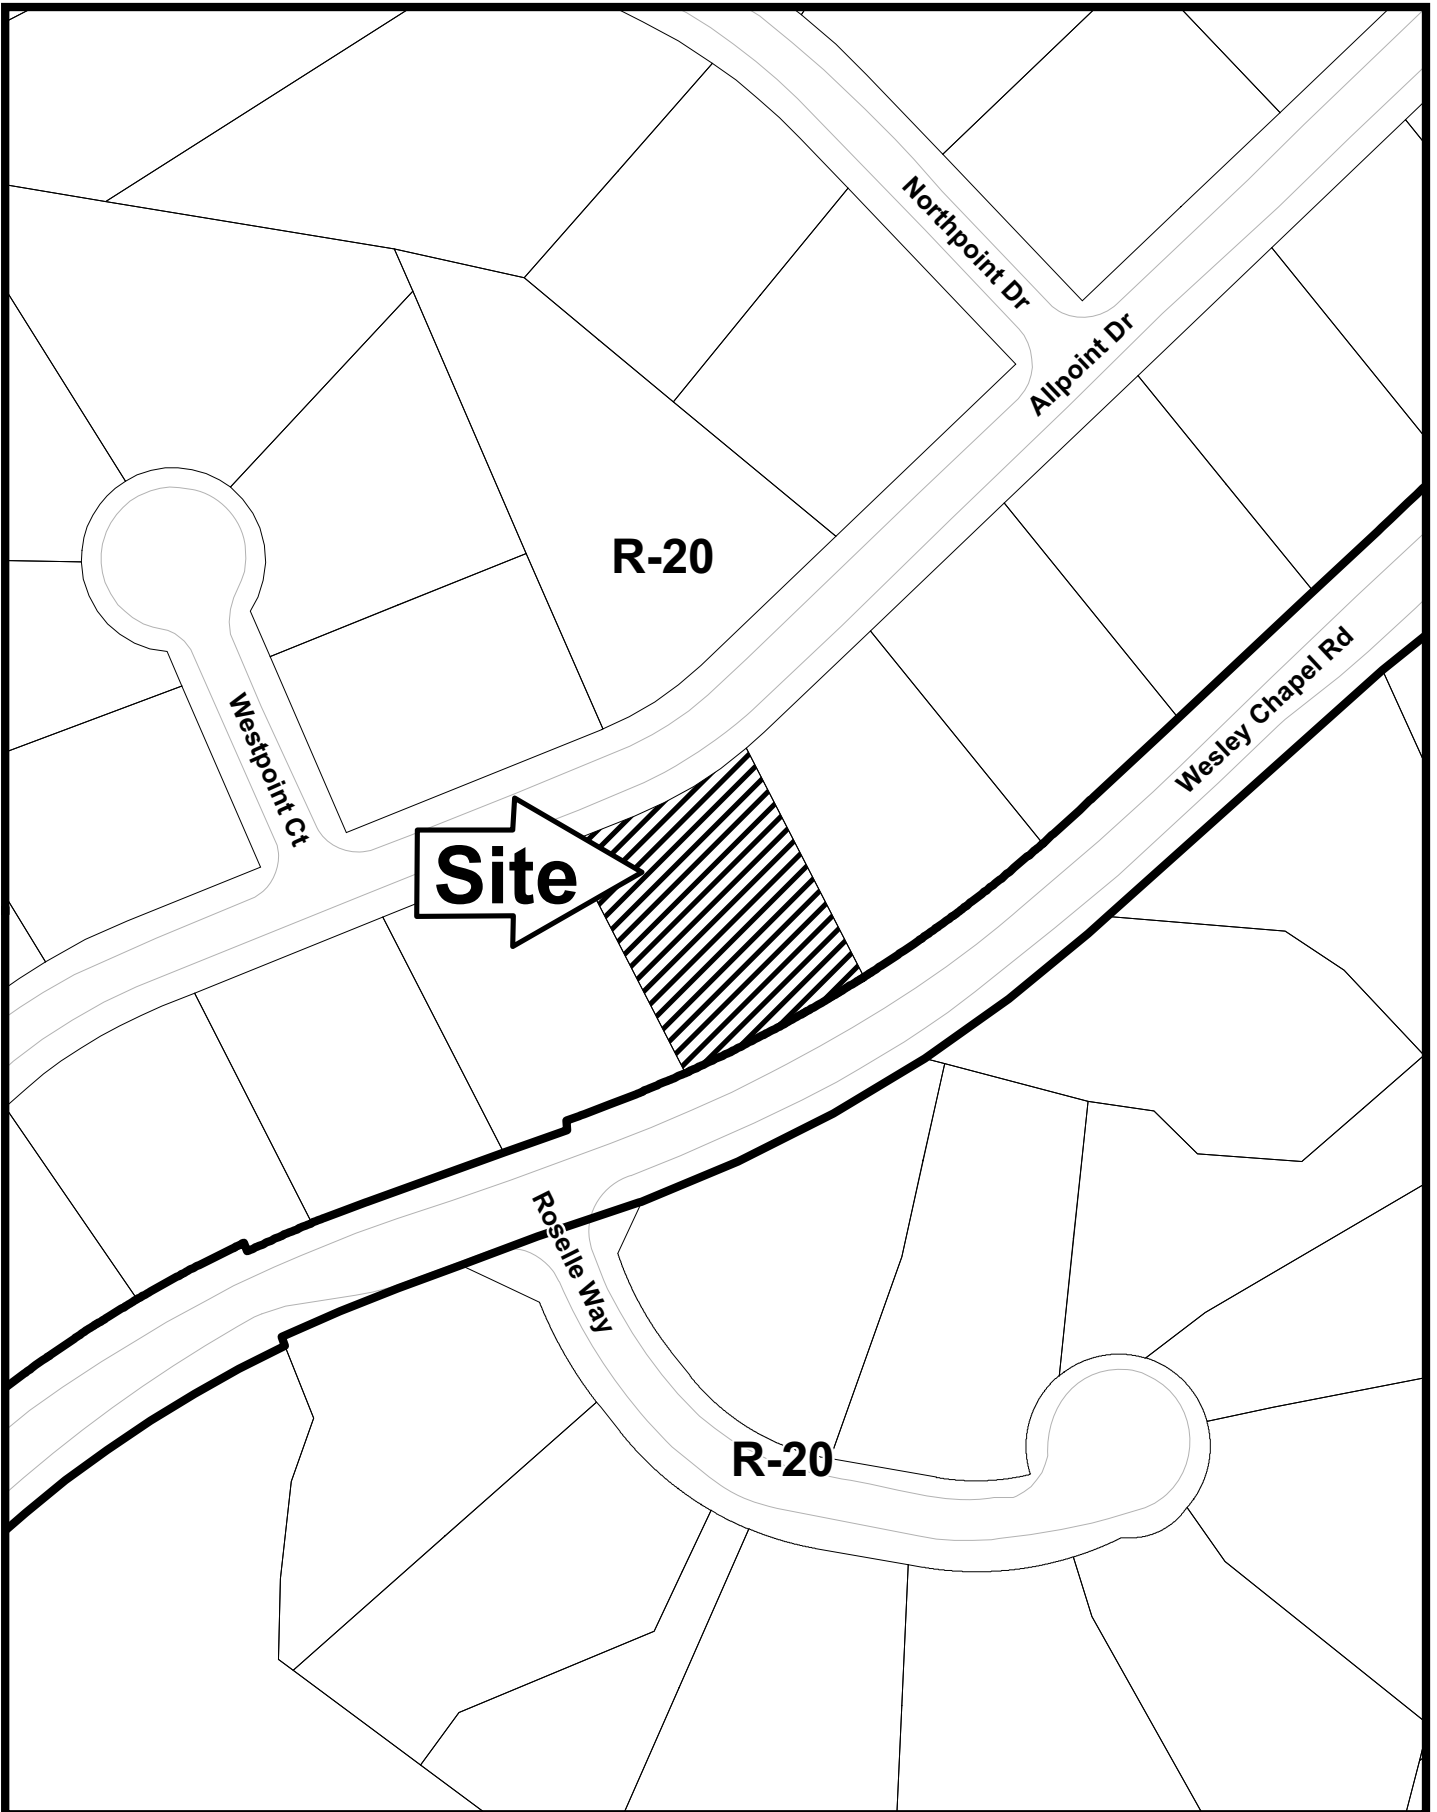 Northpoint Dr
Allpoint Dr
R-20
Wesley Chapel Rd
Westpoint Ct
Site
Roselle Way
R-20